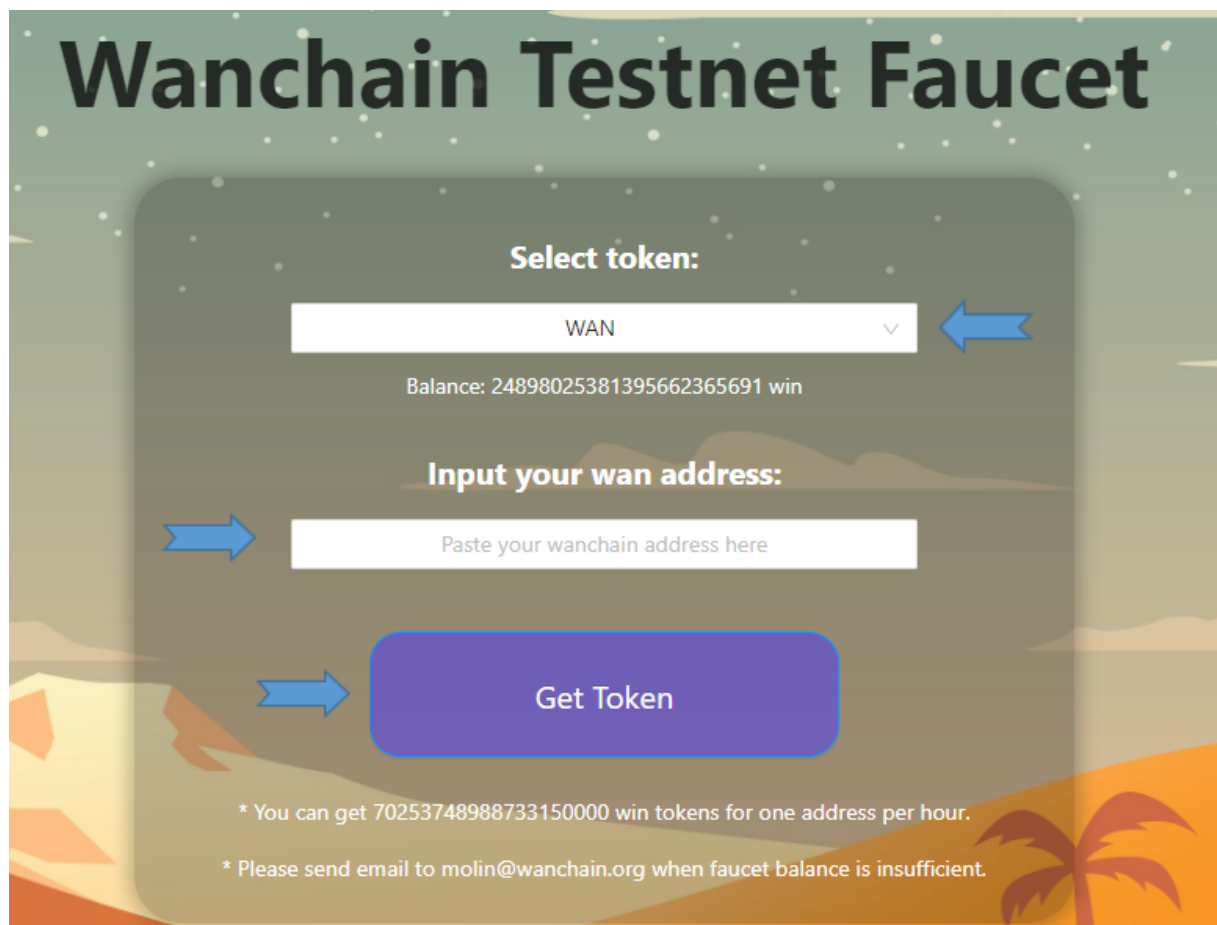 Wanchain Testnet Faucet
Select token:
WAN
Balance: 24898025381395662365691 win
Input your wan address:
Paste your wanchain address here
Get Token
* You can get 70253748988733150000 win tokens for one address per hour.
* Please send email to molin@wanchain.org when faucet balance is insufficient.